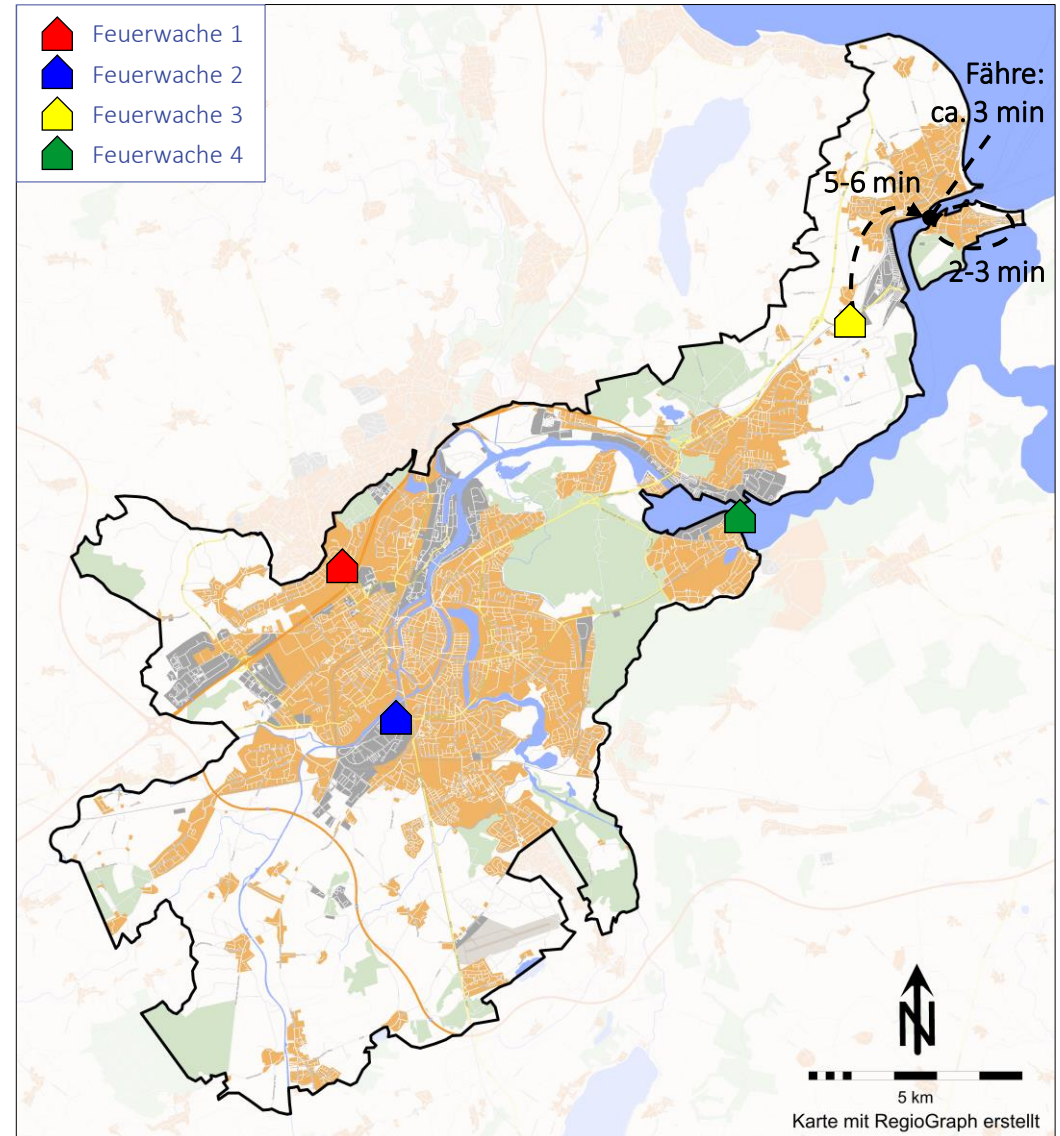 Feuerwache 1
Feuerwache 2
Feuerwache 3
Feuerwache 4
Fähre:
ca. 3 min
5-6 min
2-3 min
N
5 km
Karte mit RegioGraph erstellt